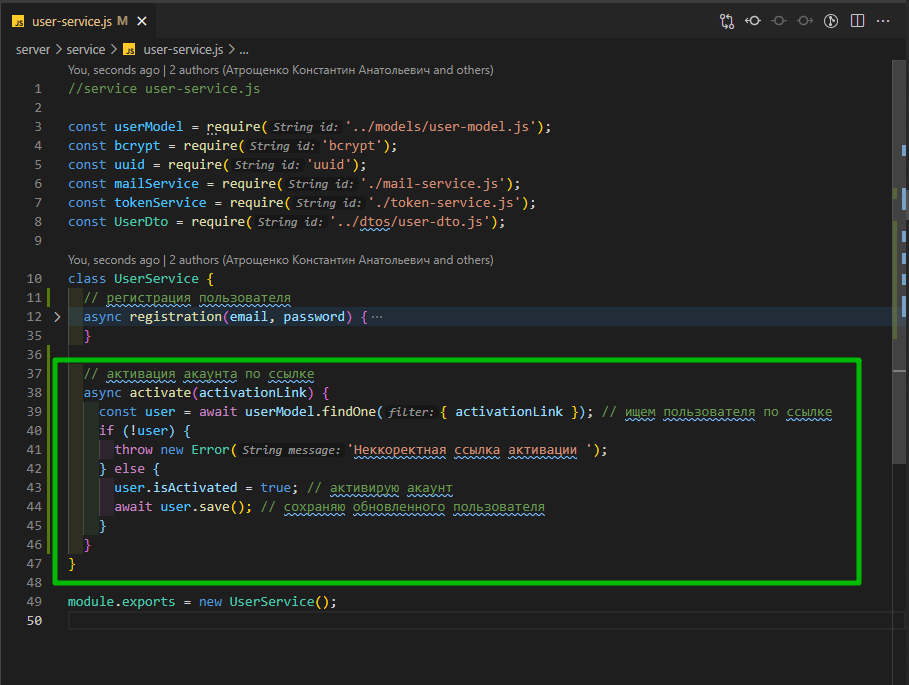 JS user-service.js M
server > service > JS user-service.js > ...
You, seconds ago | 2 authors (Атрощенко Константин Анатольевич and others)
1 //service user-service.js
2
3 const userModel = require( String id: '../models/user-model.js');
4 const bcrypt = require( String id: 'bcrypt');
5 const uuid = require( String id: 'uuid');
6 const mailService = require( String id: './mail-service.js');
7 const tokenService = require( String id: './token-service.js');
8 const UserDto = require( String id: '../dtos/user-dto.js');
9
You, seconds ago | 2 authors (Атрощенко Константин Анатольевич and others)
10 class UserService {
11 // регистрация пользователя
12 async registration(email, password) { ...
35 }
36
37 // активация акаунта по ссылке
38 async activate(activationLink) {
39 const user = await userModel.findOne( filter: { activationLink }); // ищем пользователя по ссылке
40 if (!user) {
41 throw new Error( String message: 'Неккоректная ссылка активации ');
42 } else {
43 user.isActivated = true; // активирую акаунт
44 await user.save(); // сохраняю обновленного пользователя
45 }
46 }
47 }
48
49 module.exports = new UserService();
50